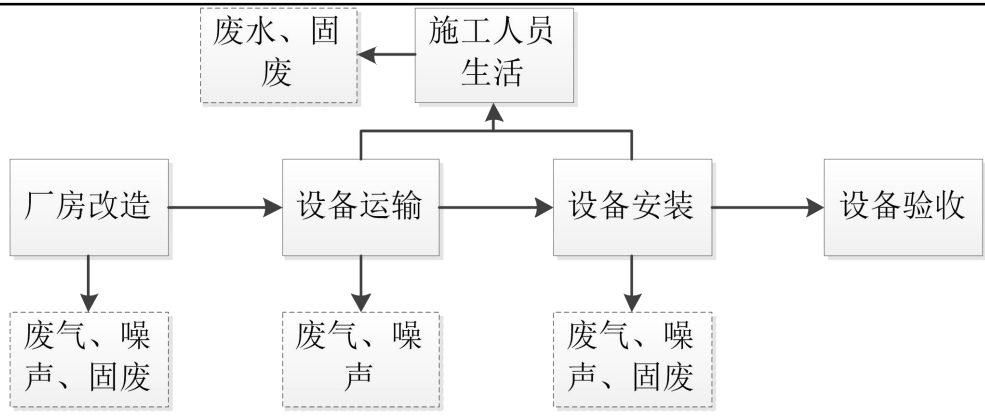 废水、固
废
施工人员
生活
厂房改造
设备运输
设备安装
设备验收
废气、噪
声、固废
废气、噪
声
废气、噪
声、固废